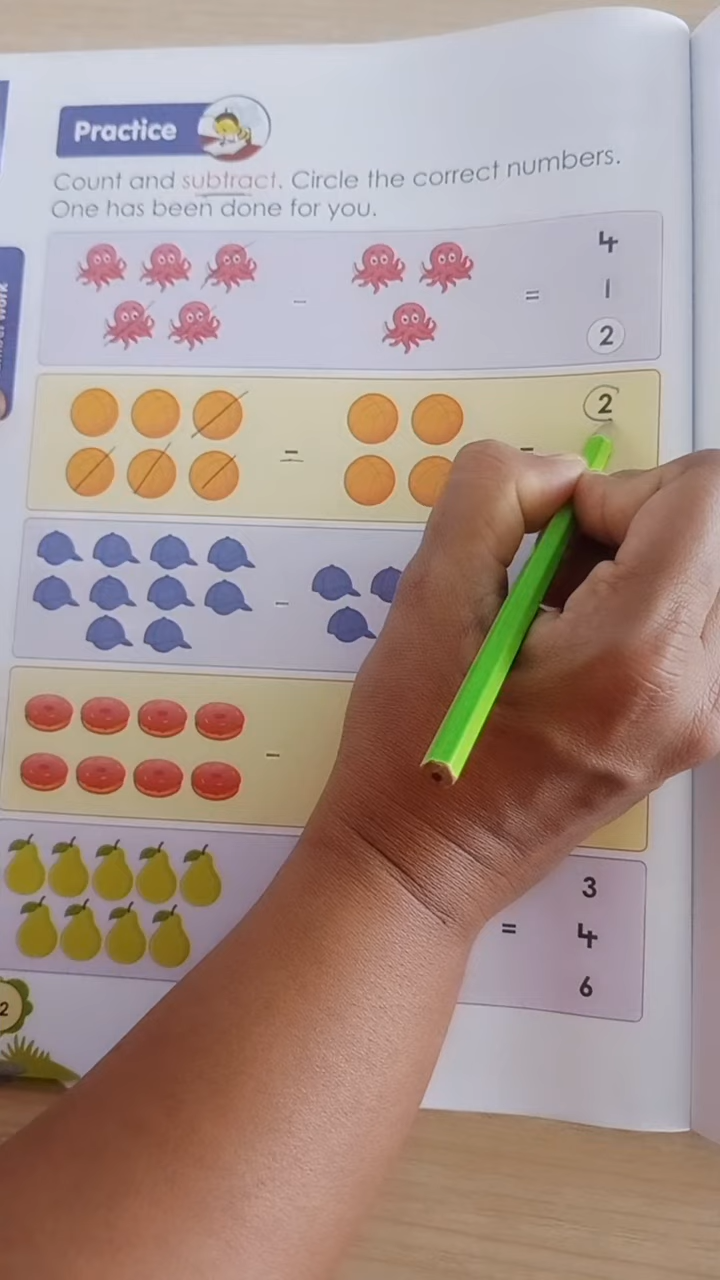 Practice
Count and subtract. Circle the correct numbers.
One has been done for you.
- = 4
1
2
= 2
-
-
= 3
4
6
2